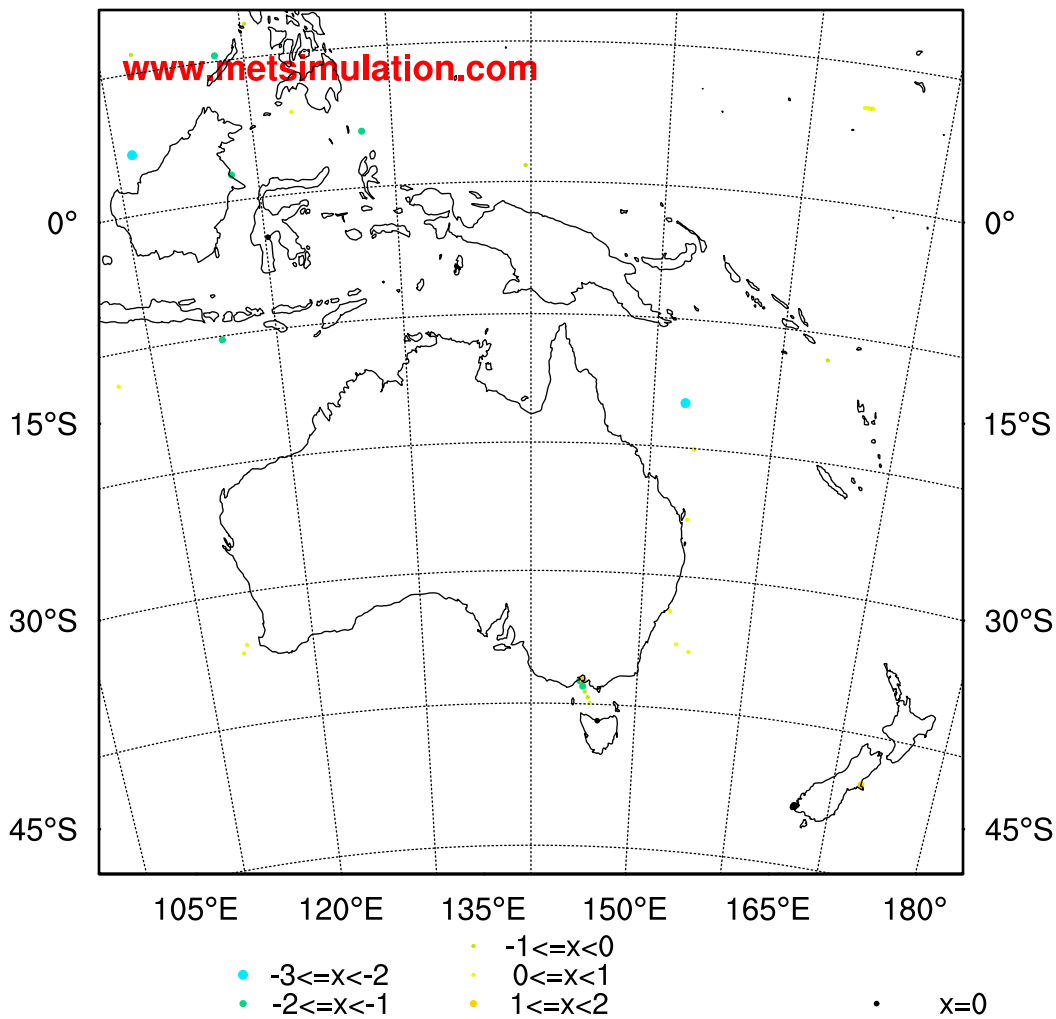 www.metsimulation.com
0° 0°
15°S 15°S
30°S 30°S
45°S 45°S
105°E 120°E 135°E 150°E 165°E 180°
-1<=x<0
-3<=x<-2 0<=x<1
-2<=x<-1 1<=x<2 x=0